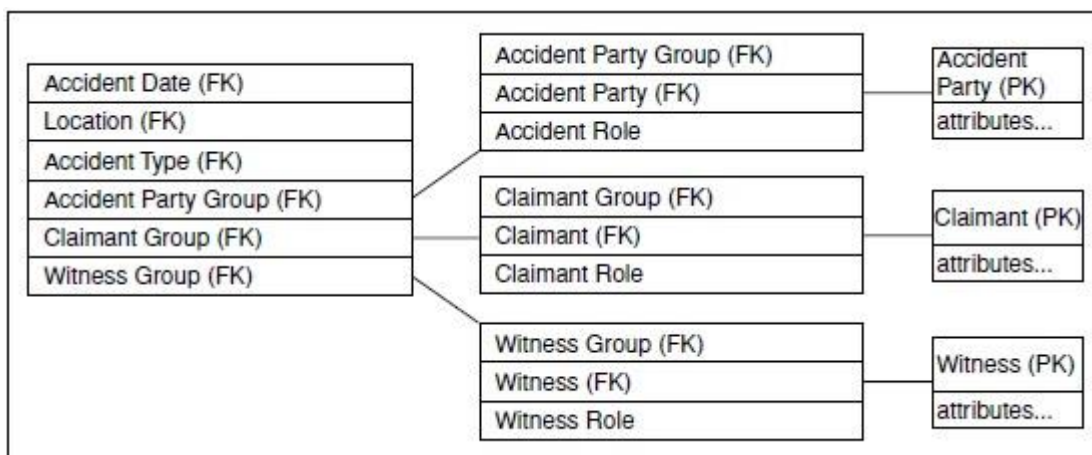 Accident Date (FK)
Location (FK)
Accident Type (FK)
Accident Party Group (FK)
Claimant Group (FK)
Witness Group (FK)
Accident Party Group (FK)
Accident Party (FK)
Accident Role
Claimant Group (FK)
Claimant (FK)
Claimant Role
Witness Group (FK)
Witness (FK)
Witness Role
Accident
Party (PK)
attributes...
Claimant (PK)
attributes...
Witness (PK)
attributes...